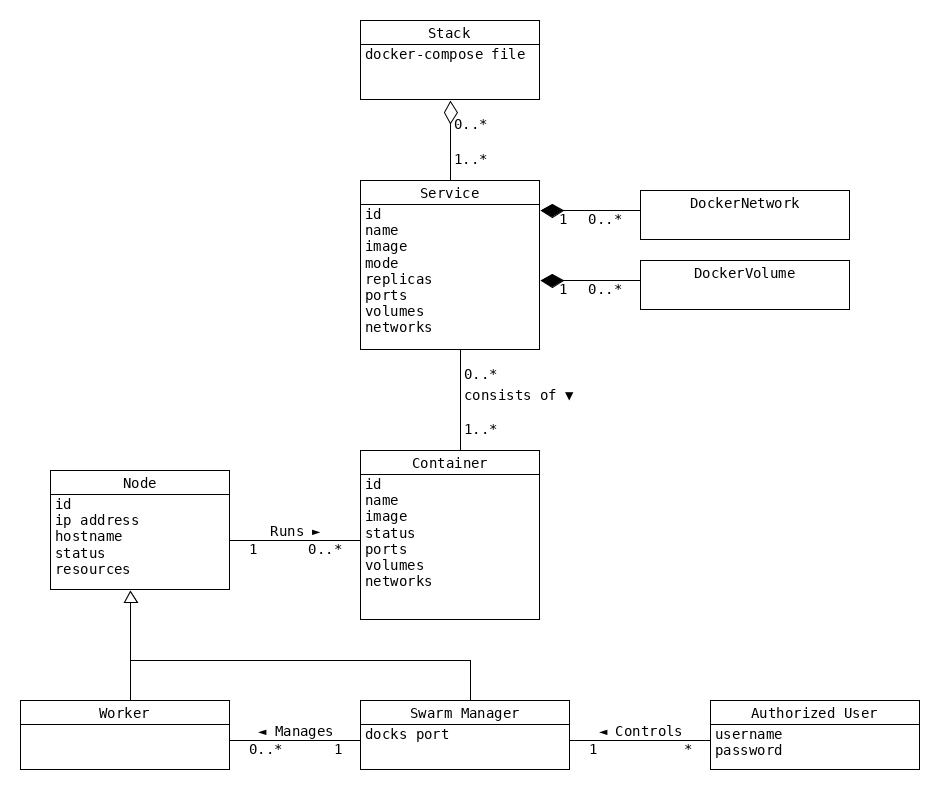 Stack
docker-compose file
0..*
1..*
Service
id
name
image
mode
replicas
ports
volumes
networks
1 0..*
DockerNetwork
1 0..*
DockerVolume
0..*
consists of ▼
1..*
Container
id
name
image
status
ports
volumes
networks
Node
id
ip address
hostname
status
resources
Runs ►
1 0..*
Worker
◄ Manages
0..* 1
Swarm Manager
docks port
◄ Controls
1 *
Authorized User
username
password